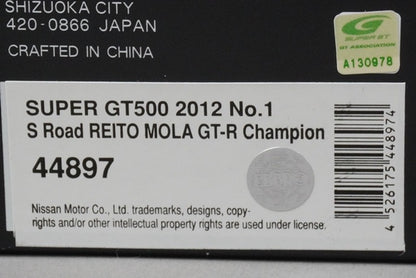 SHIZUOKA CITY
420-0866 JAPAN
CRAFTED IN CHINA
SUPER GT
GT ASSOCIATION
A130978
SUPER GT500 2012 No.1
S Road REITO MOLA GT-R Champion
44897
Nissan Motor Co., Ltd. trademarks, designs, copy-
rights and/or other intellectual property rights are used under license.
4 526175 448974